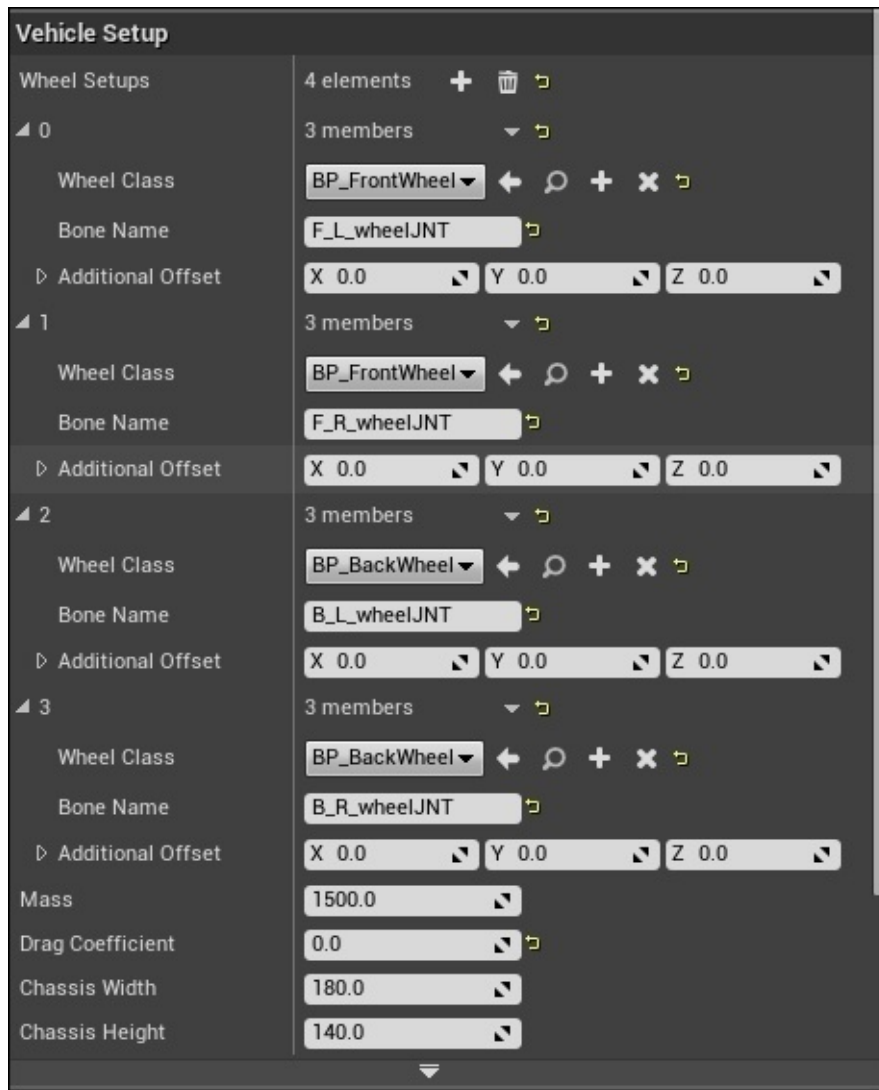 Vehicle Setup
Wheel Setups 4 elements
0 3 members
Wheel Class BP_FrontWheel
Bone Name F_L_wheelJNT
Additional Offset X 0.0 Y 0.0 Z 0.0
1 3 members
Wheel Class BP_FrontWheel
Bone Name F_R_wheelJNT
Additional Offset X 0.0 Y 0.0 Z 0.0
2 3 members
Wheel Class BP_BackWheel
Bone Name B_L_wheelJNT
Additional Offset X 0.0 Y 0.0 Z 0.0
3 3 members
Wheel Class BP_BackWheel
Bone Name B_R_wheelJNT
Additional Offset X 0.0 Y 0.0 Z 0.0
Mass 1500.0
Drag Coefficient 0.0
Chassis Width 180.0
Chassis Height 140.0